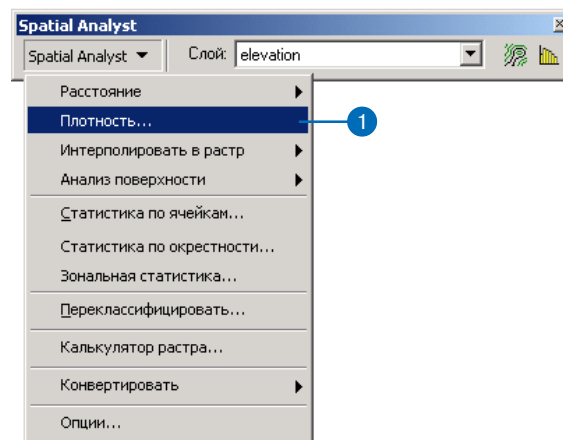 Spatial Analyst
Spatial Analyst Слой: elevation
Расстояние
Плотность... 1
Интерполировать в растр
Анализ поверхности
Статистика по ячейкам...
Статистика по окрестности...
Зональная статистика...
Переклассифицировать...
Калькулятор растра...
Конвертировать
Опции...